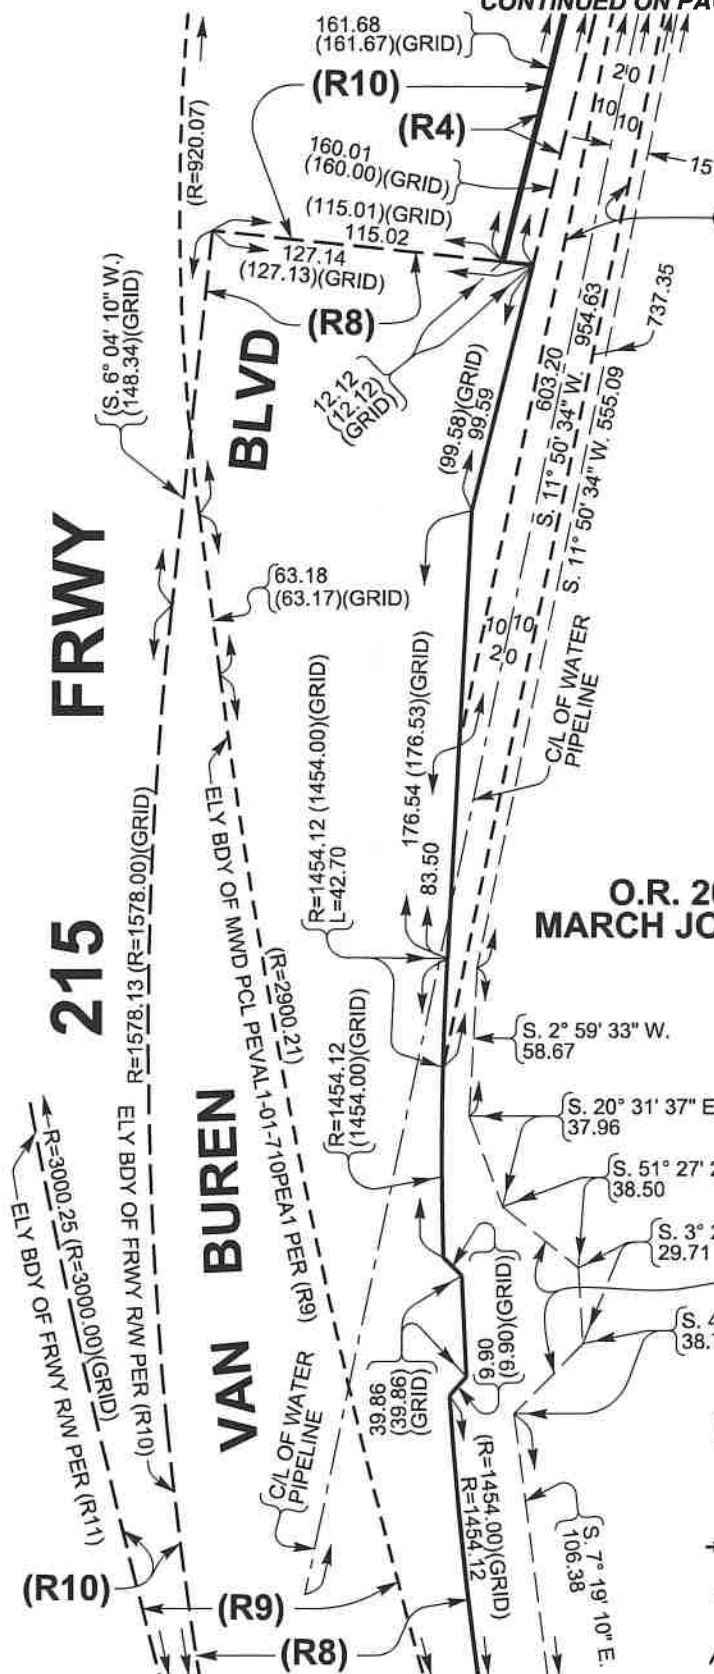 CONTINUED ON
161.68
(161.67)(GRID)
(R10)
(R4)
20
10
10
(R=920.07)
160.01
(160.00)(GRID)
15
(115.01)(GRID)
115.02
127.14
(127.13)(GRID)
(S. 6° 04' 10" W.)
(148.34)(GRID)
(R8)
BLVD
12.12
(12.12)
(GRID)
(99.58)(GRID)
99.59
603.20
954.63
S. 11° 50' 34" W.
737.35
S. 11° 50' 34" W. 555.09
FRWY
63.18
(63.17)(GRID)
10
10
20
C/L OF WATER
PIPELINE
176.54 (176.53)(GRID)
83.50
R=1454.12 (1454.00)(GRID)
L=42.70
ELY BDY OF MWD PCL PEVAL1-01-710PEA1 PER (R9)
(R=2900.21)
R=1578.13 (R=1578.00)(GRID)
ELY BDY OF FRWY R/W PER (R10)
215
O.R.
MARCH
S. 2° 59' 33" W.
58.67
R=1454.12
(1454.00)(GRID)
S. 20° 31' 37" E
37.96
S. 51° 27'
38.50
S. 3°
29.71
S.
VAN BUREN
R=3000.25 (R=3000.00)(GRID)
ELY BDY OF FRWY R/W PER (R11)
9.90
(9.90)(GRID)
39.86
(39.86)
(GRID)
C/L OF WATER
PIPELINE
(R=1454.00)(GRID)
R=1454.12
S. 7° 19' 10" E.
106.38
(R10)
(R9)
(R8)